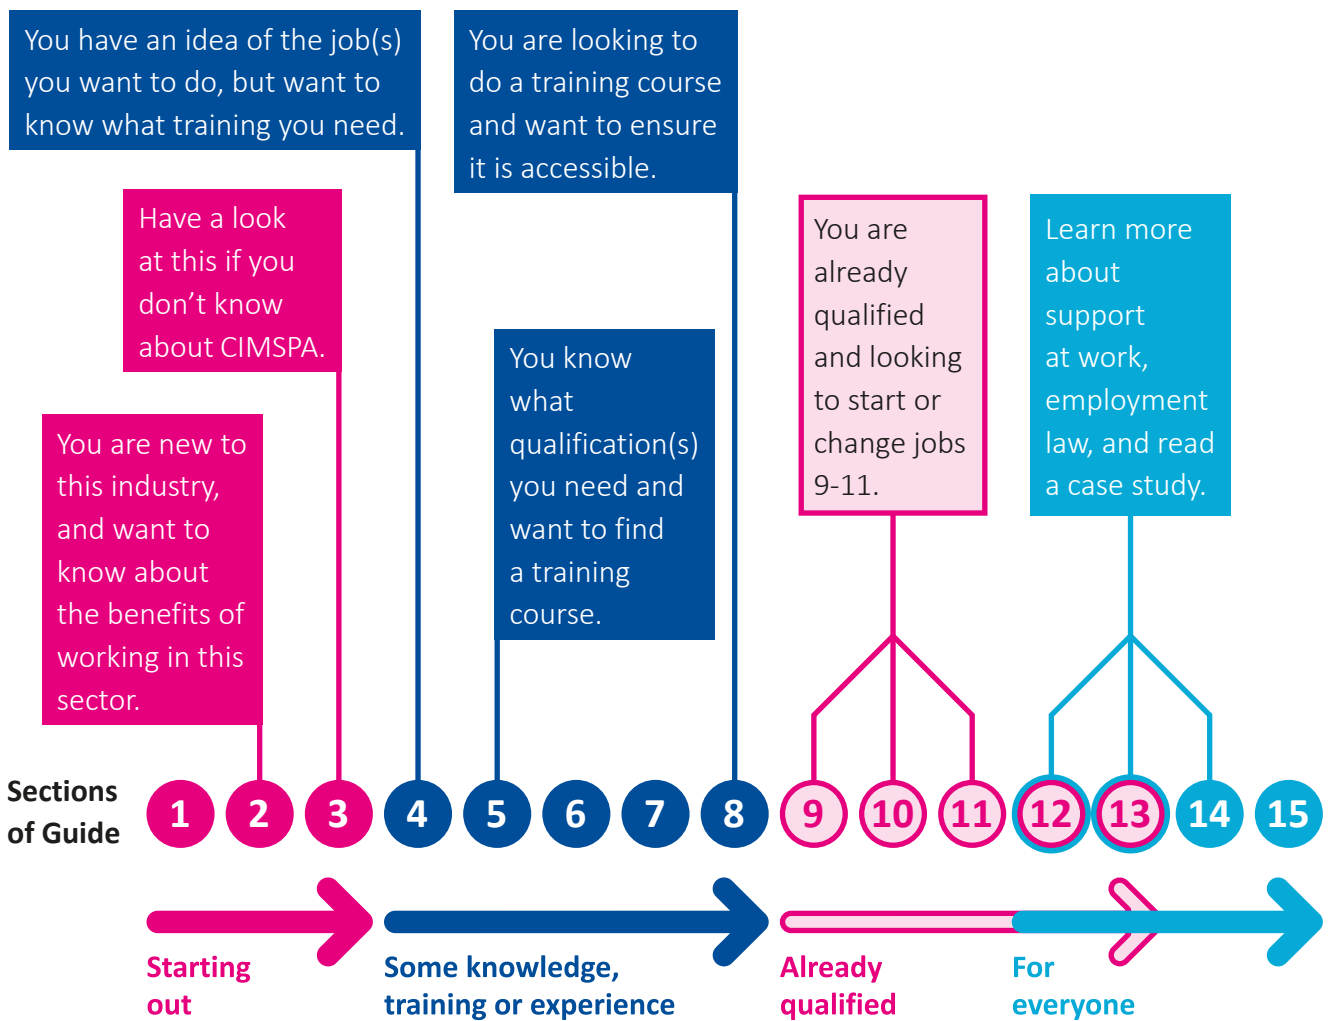 You have an idea of the job(s)
you want to do, but want to
know what training you need.
You are looking to
do a training course
and want to ensure
it is accessible.
Have a look
at this if you
don’t know
about CIMSPA.
You are
already
qualified
and looking
to start or
change jobs
9-11.
Learn more
about
support
at work,
employment
law, and read
a case study.
You know
what
qualification(s)
you need and
want to find
a training
course.
You are new to
this industry,
and want to
know about
the benefits of
working in this
sector.
Sections
of Guide
1 2 3 4 5 6 7 8 9 10 11 12 13 14 15
Starting
out
Some knowledge,
training or experience
Already
qualified
For
everyone